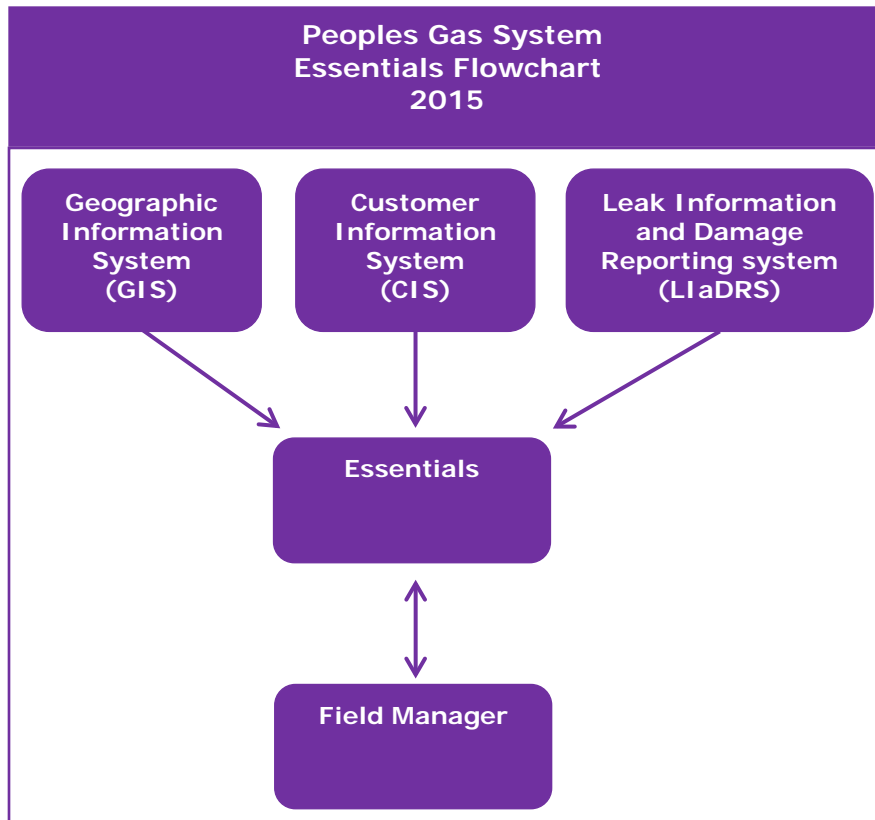 Peoples Gas System
Essentials Flowchart
2015
Geographic
Information
System
(GIS)
Customer
Information
System
(CIS)
Leak Information
and Damage
Reporting system
(LIaDRS)
Essentials
Field Manager